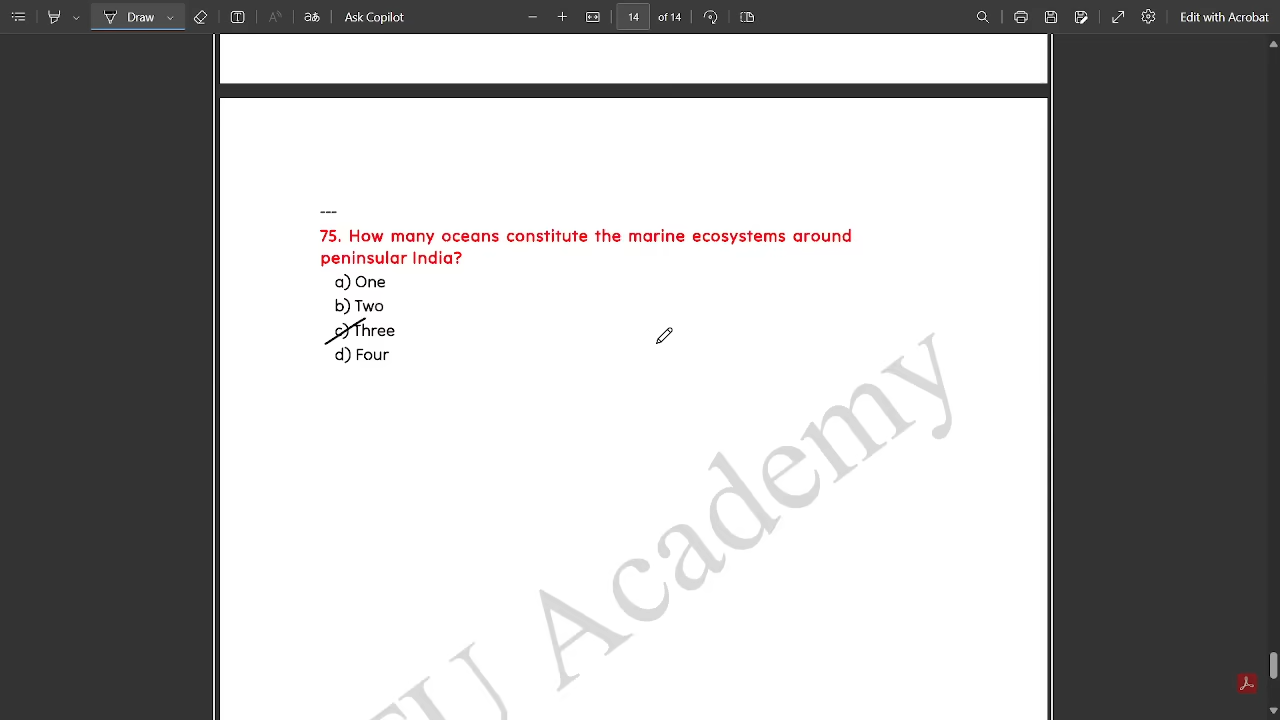 Draw
A
ab
Ask Copilot
14
of 14
Edit with Acrobat
---
75. How many oceans constitute the marine ecosystems around
peninsular India?
a) One
b) Two
c) Three
d) Four
Academy